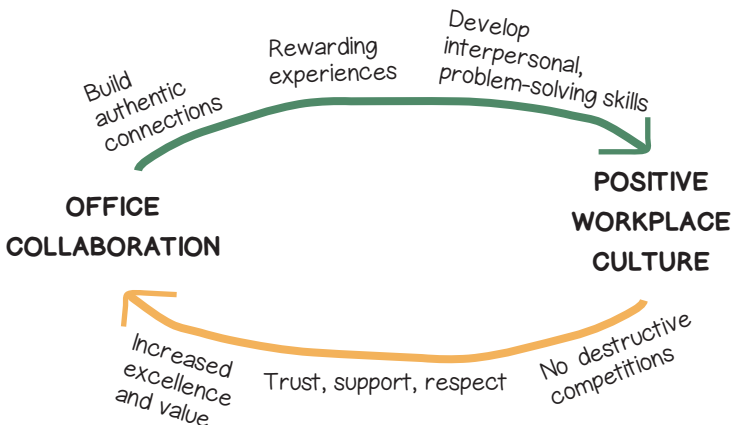 Build
authentic
connections
Rewarding
experiences
Develop
interpersonal,
problem-solving skills
OFFICE
COLLABORATION
POSITIVE
WORKPLACE
CULTURE
Increased
excellence
and value
Trust, support, respect
No destructive
competitions